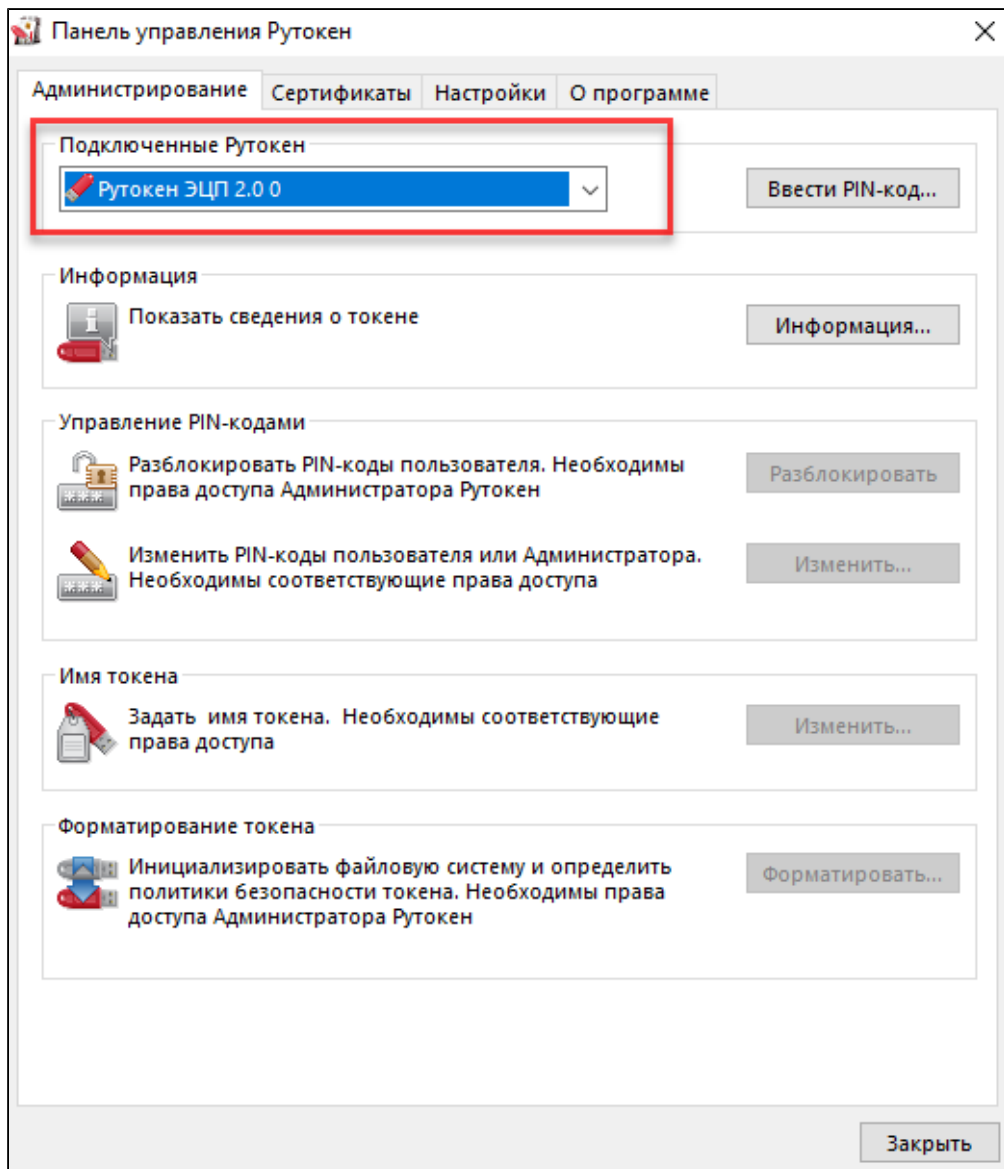 Панель управления Рутокен
Администрирование Сертификаты Настройки О программе
Подключенные Рутокен
Рутокен ЭЦП 2.0 0
Ввести PIN-код...
Информация
Показать сведения о токене
Информация...
Управление PIN-кодами
Разблокировать PIN-коды пользователя. Необходимы
права доступа Администратора Рутокен
Разблокировать
Изменить PIN-коды пользователя или Администратора.
Необходимы соответствующие права доступа
Изменить...
Имя токена
Задать имя токена. Необходимы соответствующие
права доступа
Изменить...
Форматирование токена
Инициализировать файловую систему и определить
политики безопасности токена. Необходимы права
доступа Администратора Рутокен
Форматировать...
Закрыть